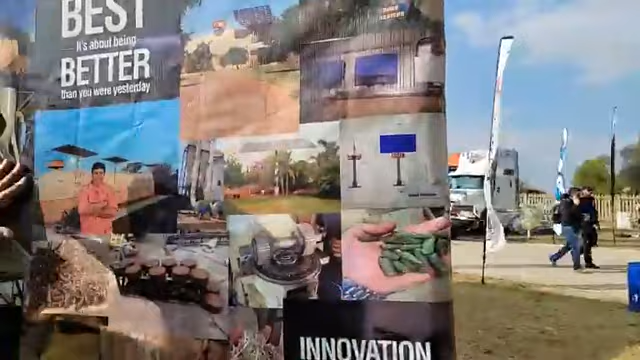 BEST
It's about being
BETTER
than you were yesterday
INNOVATION